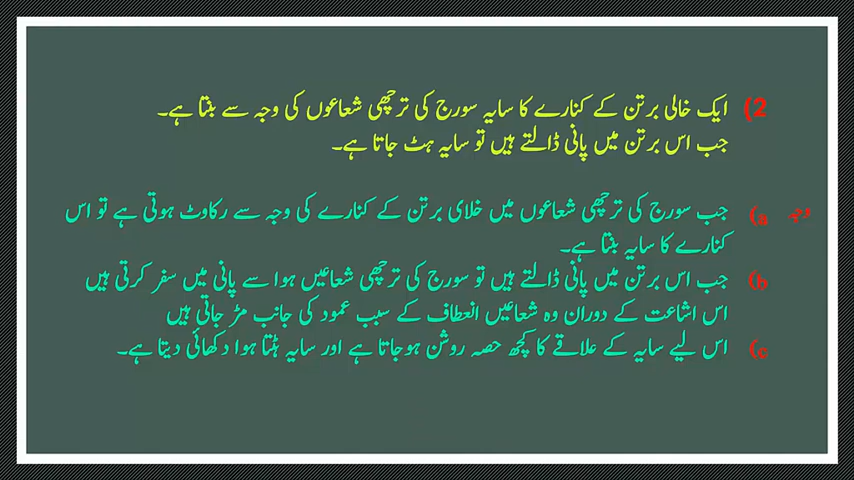 2) ایک خالی برتن کے کنارے کا سایہ سورج کی ترچھی شعاعوں کی وجہ سے بنتا ہے۔
جب اس برتن میں پانی ڈالتے ہیں تو سایہ ہٹ جاتا ہے۔
وجہ a) جب سورج کی ترچھی شعاعوں میں خلای برتن کے کنارے کی وجہ سے رکاوٹ ہوتی ہے تو اس
کنارے کا سایہ بنتا ہے۔
b) جب اس برتن میں پانی ڈالتے ہیں تو سورج کی ترچھی شعاعیں ہوا سے پانی میں سفر کرتی ہیں
اس اشاعت کے دوران وہ شعاعیں انعطاف کے سبب عمود کی جانب مڑ جاتی ہیں
c) اس لیے سایہ کے علاقے کا کچھ حصہ روشن ہوجاتا ہے اور سایہ ہٹتا ہوا دکھائی دیتا ہے۔